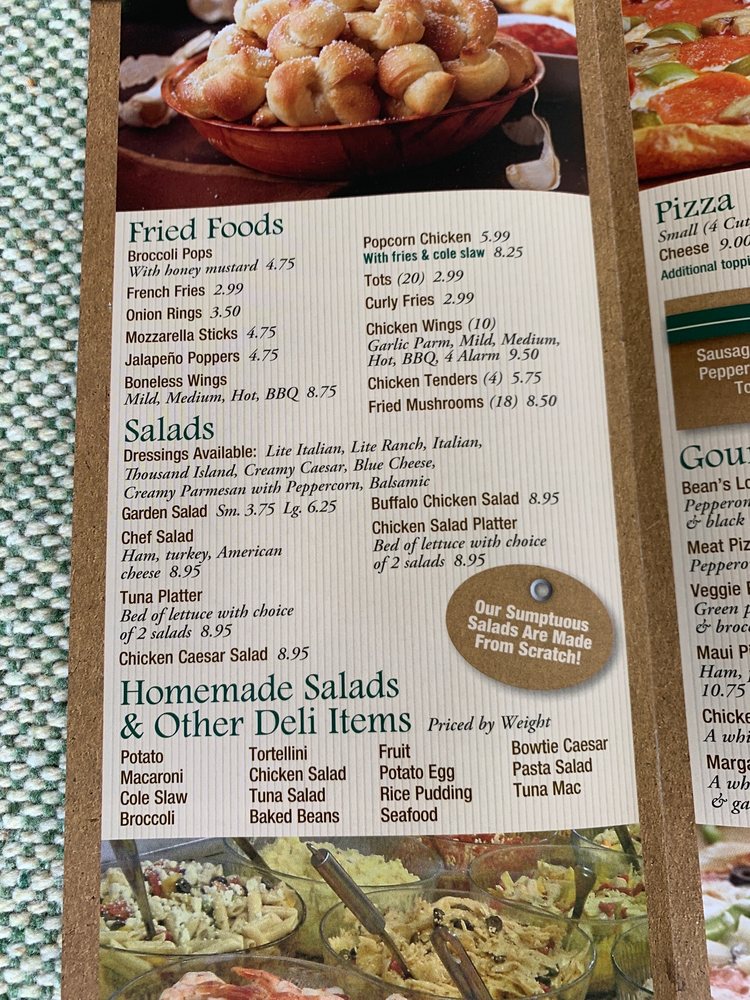 Fried Foods
Broccoli Pops
With honey mustard 4.75
French Fries 2.99
Onion Rings 3.50
Mozzarella Sticks 4.75
Jalapeño Poppers 4.75
Boneless Wings
Mild, Medium, Hot, BBQ 8.75
Popcorn Chicken 5.99
With fries & cole slaw 8.25
Tots (20) 2.99
Curly Fries 2.99
Chicken Wings (10)
Garlic Parm, Mild, Medium,
Hot, BBQ, 4 Alarm 9.50
Chicken Tenders (4) 5.75
Fried Mushrooms (18) 8.50
Salads
Dressings Available: Lite Italian, Lite Ranch, Italian,
Thousand Island, Creamy Caesar, Blue Cheese,
Creamy Parmesan with Peppercorn, Balsamic
Garden Salad Sm. 3.75 Lg. 6.25
Chef Salad
Ham, turkey, American
cheese 8.95
Tuna Platter
Bed of lettuce with choice
of 2 salads 8.95
Chicken Caesar Salad 8.95
Buffalo Chicken Salad 8.95
Chicken Salad Platter
Bed of lettuce with choice
of 2 salads 8.95
Our Sumptuous
Salads Are Made
From Scratch!
Homemade Salads
& Other Deli Items Priced by Weight
Potato
Macaroni
Cole Slaw
Broccoli
Tortellini
Chicken Salad
Tuna Salad
Baked Beans
Fruit
Potato Egg
Rice Pudding
Seafood
Bowtie Caesar
Pasta Salad
Tuna Mac
Pizza
Small (4 Cut
Cheese 9.00
Additional toppi
Sausag
Pepper
To
Gour
Bean's Lo
Pepperon
& black
Meat Piz
Peppero
Veggie
Green p
& broc
Maui Pi
Ham,
10.75
Chicke
A whi
Marga
A wh
& ga